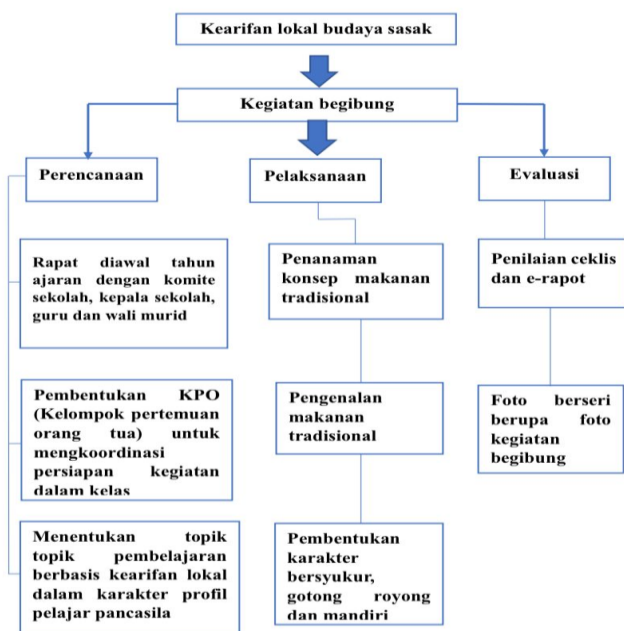 Kearifan lokal budaya sasak
Kegiatan begibung
Perencanaan
Rapat diawal tahun
ajaran dengan komite
sekolah, kepala sekolah,
guru dan wali murid
Pembentukan KPO
(Kelompok pertemuan
orang tua) untuk
mengkoordinasi
persiapan kegiatan
dalam kelas
Menentukan topik
topik pembelajaran
berbasis kearifan lokal
dalam karakter profil
pelajar pancasila
Pelaksanaan
Penanaman
konsep makanan
tradisional
Pengenalan
makanan
tradisional
Pembentukan
karakter
bersyukur,
gotong royong
dan mandiri
Evaluasi
Penilaian ceklis
dan e-rapot
Foto berseri
berupa foto
kegiatan
begibung